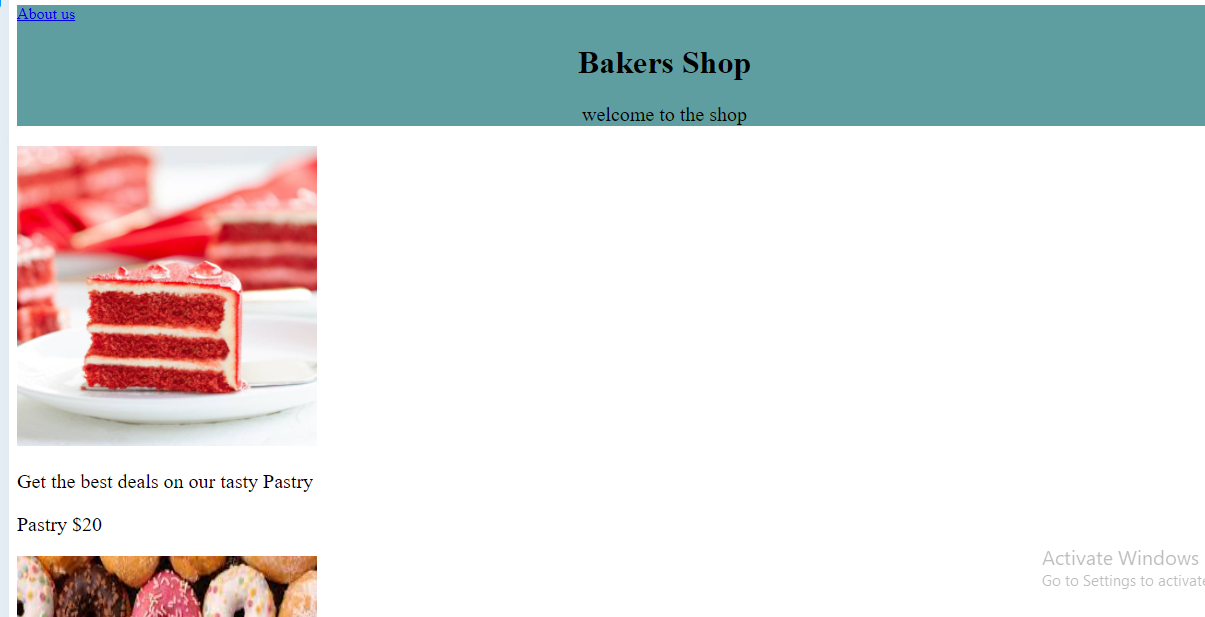 About us
Bakers Shop
welcome to the shop
Get the best deals on our tasty Pastry
Pastry $20
Activate Windows
Go to Settings to activate